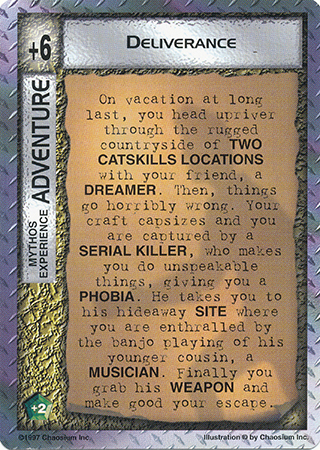 +6
DELIVERANCE
MYTHOS
EXPERIENCE
ADVENTURE
On vacation at long
last, you head upriver
through the rugged
countryside of TWO
CATSKILLS LOCATIONS
with your friend, a
DREAMER. Then, things
go horribly wrong. Your
craft capsizes and you
are captured by a
SERIAL KILLER, who makes
you do unspeakable
things, giving you a
PHOBIA. He takes you to
his hideaway SITE where
you are enthralled by
the banjo playing of his
younger cousin, a
MUSICIAN. Finally you
grab his WEAPON and
make good your escape.
+2
©1997 Chaosium Inc.
Illustration © by Chaosium Inc.